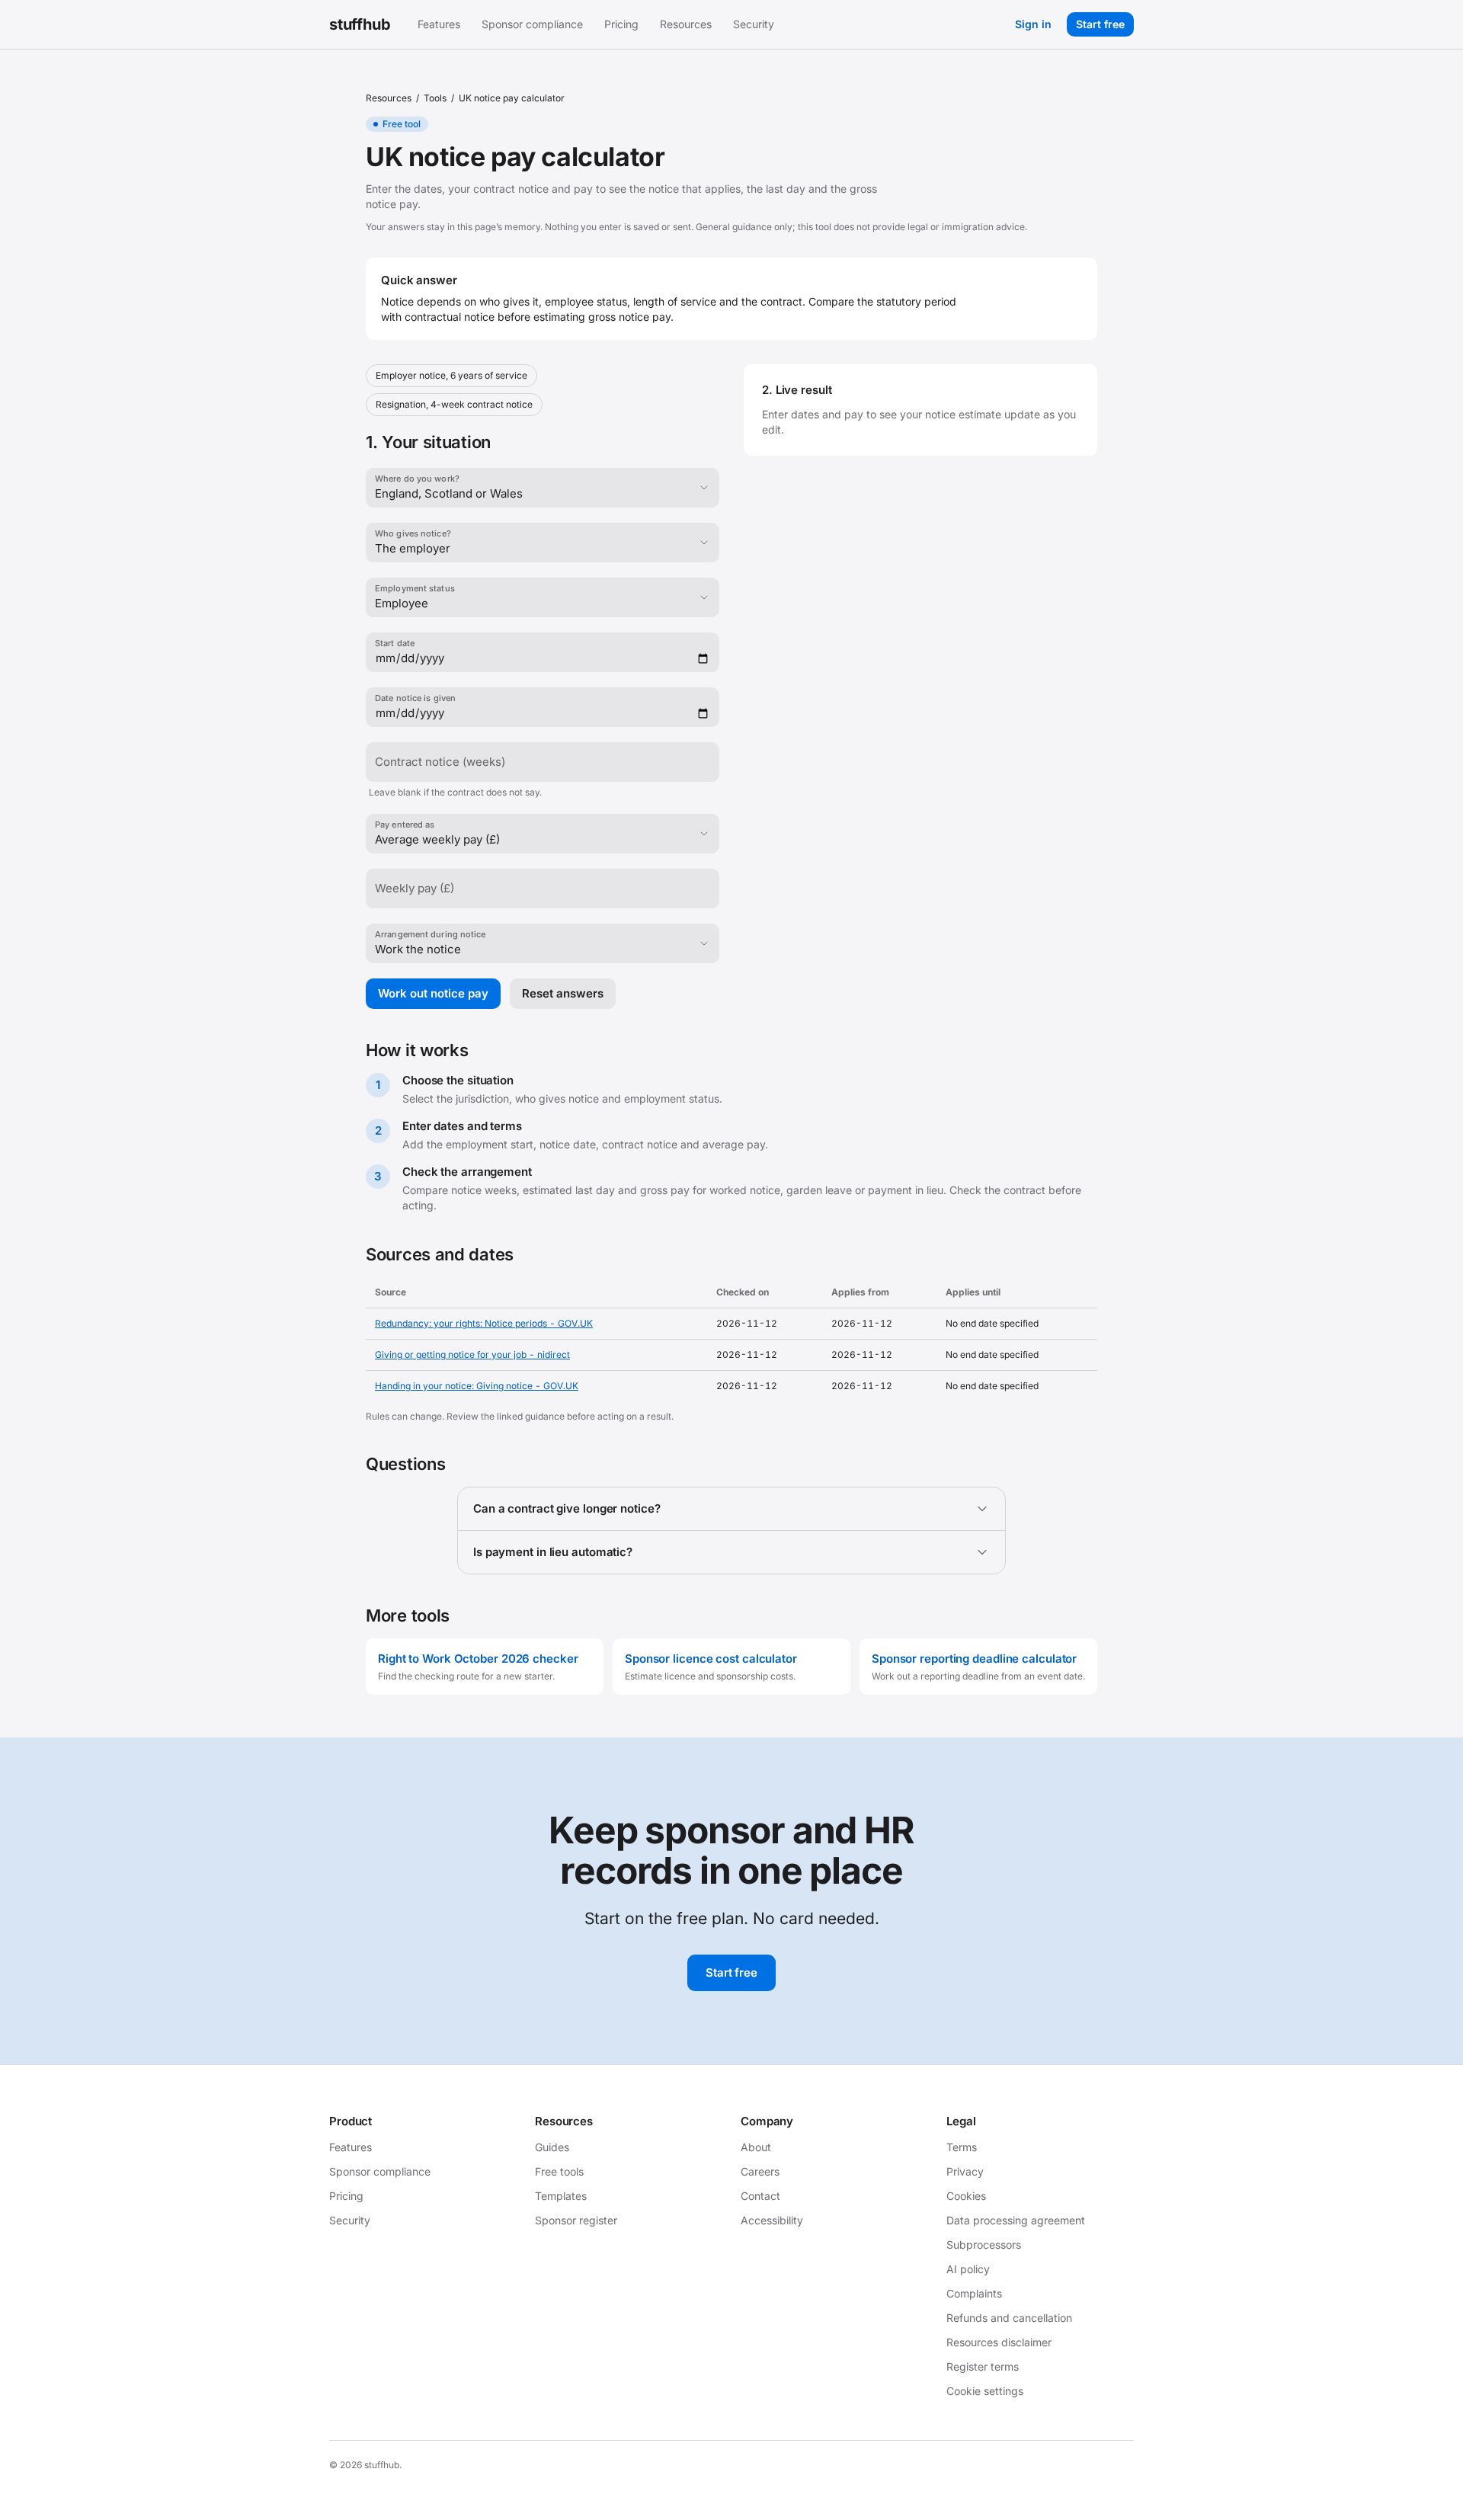 stuffhub
Features
Sponsor compliance
Pricing
Resources
Security
Sign in
Start free
Resources / Tools / UK notice pay calculator
Free tool
UK notice pay calculator
Enter the dates, your contract notice and pay to see the notice that applies, the last day and the gross
notice pay.
Your answers stay in this page’s memory. Nothing you enter is saved or sent. General guidance only; this tool does not provide legal or immigration advice.
Quick answer
Notice depends on who gives it, employee status, length of service and the contract. Compare the statutory period
with contractual notice before estimating gross notice pay.
Employer notice, 6 years of service
Resignation, 4-week contract notice
1. Your situation
Where do you work?
England, Scotland or Wales
Who gives notice?
The employer
Employment status
Employee
Start date
mm/dd/yyyy
Date notice is given
mm/dd/yyyy
Contract notice (weeks)
Leave blank if the contract does not say.
Pay entered as
Average weekly pay (£)
Weekly pay (£)
Arrangement during notice
Work the notice
Work out notice pay
Reset answers
2. Live result
Enter dates and pay to see your notice estimate update as you
edit.
How it works
1
Choose the situation
Select the jurisdiction, who gives notice and employment status.
2
Enter dates and terms
Add the employment start, notice date, contract notice and average pay.
3
Check the arrangement
Compare notice weeks, estimated last day and gross pay for worked notice, garden leave or payment in lieu. Check the contract before
acting.
Sources and dates
Source Checked on Applies from Applies until
Redundancy: your rights: Notice periods - GOV.UK 2026-11-12 2026-11-12 No end date specified
Giving or getting notice for your job - nidirect 2026-11-12 2026-11-12 No end date specified
Handing in your notice: Giving notice - GOV.UK 2026-11-12 2026-11-12 No end date specified
Rules can change. Review the linked guidance before acting on a result.
Questions
Can a contract give longer notice?
Is payment in lieu automatic?
More tools
Right to Work October 2026 checker
Find the checking route for a new starter.
Sponsor licence cost calculator
Estimate licence and sponsorship costs.
Sponsor reporting deadline calculator
Work out a reporting deadline from an event date.
Keep sponsor and HR
records in one place
Start on the free plan. No card needed.
Start free
Product
Features
Sponsor compliance
Pricing
Security
Resources
Guides
Free tools
Templates
Sponsor register
Company
About
Careers
Contact
Accessibility
Legal
Terms
Privacy
Cookies
Data processing agreement
Subprocessors
AI policy
Complaints
Refunds and cancellation
Resources disclaimer
Register terms
Cookie settings
© 2026 stuffhub.